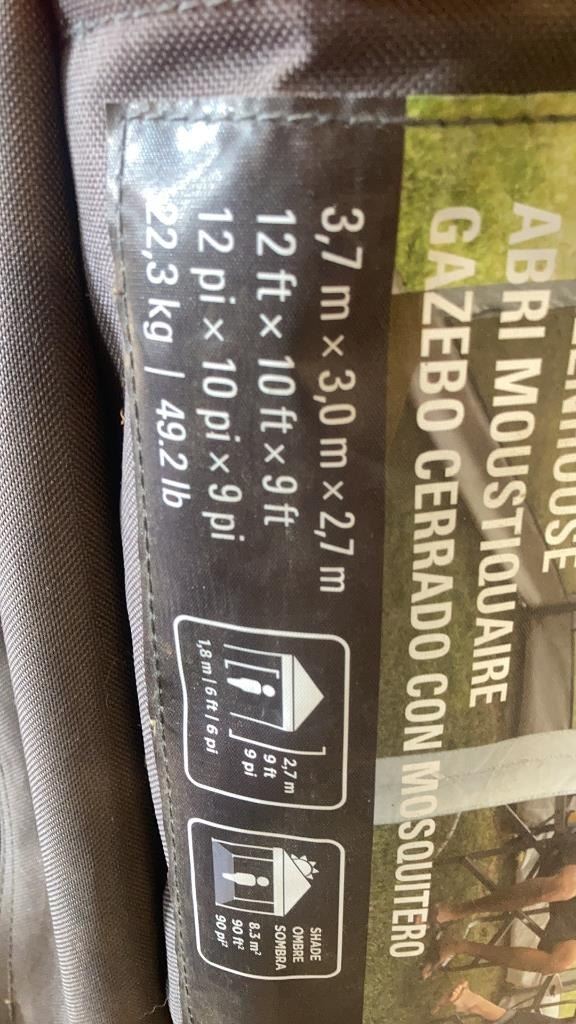 ABRI MOUSTIQUAIRE
GAZEBO CERRADO CON MOSQUITERO
3,7 m × 3,0 m × 2,7 m
12 ft × 10 ft × 9 ft
12 pi × 10 pi × 9 pi
22,3 kg | 49.2 lb
2,7 m
9 ft
9 pi
1,8 m | 6 ft | 6 pi
SHADE
OMBRE
SOMBRA
8.3 m²
90 ft²
90 pi²